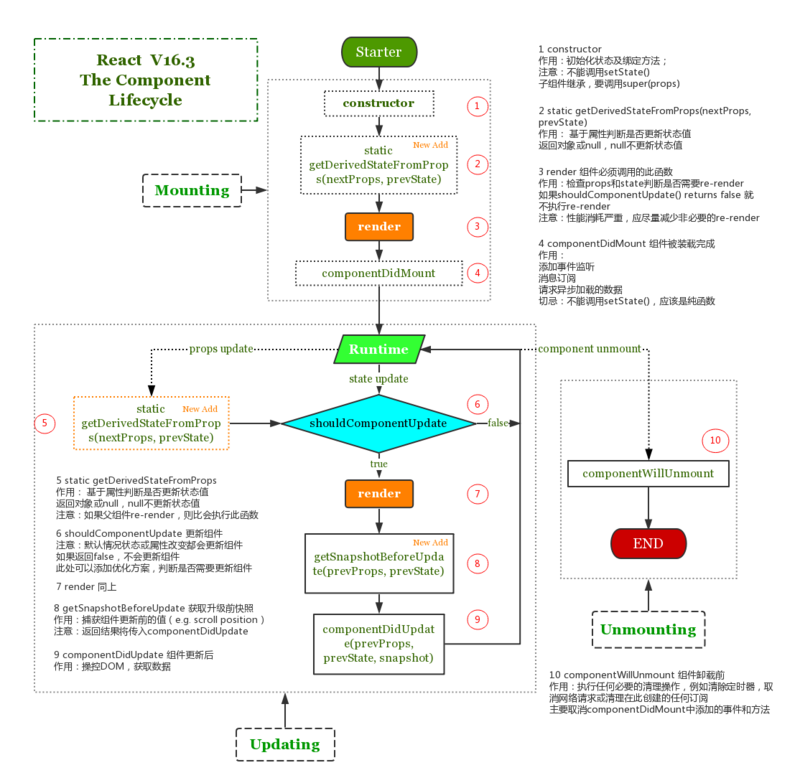 React V16.3
The Component
Lifecycle
Starter
constructor
1
New Add
static
getDerivedStateFromProp
s(nextProps, prevState)
2
Mounting
render
3
componentDidMount
4
1 constructor
作用：初始化状态及绑定方法；
注意：不能调用setState()
子组件继承，要调用super(props)
2 static getDerivedStateFromProps(nextProps,
prevState)
作用： 基于属性判断是否更新状态值
返回对象或null，null不更新状态值
3 render 组件必须调用的此函数
作用：检查props和state判断是否需要re-render
如果shouldComponentUpdate() returns false 就
不执行re-render
注意：性能消耗严重，应尽量减少非必要的re-render
4 componentDidMount 组件被装载完成
作用：
添加事件监听
消息订阅
请求异步加载的数据
切忌：不能调用setState()，应该是纯函数
props update
Runtime
component unmount
state update
5
static New Add
getDerivedStateFromProp
s(nextProps, prevState)
shouldComponentUpdate
6
false
true
render
7
New Add
getSnapshotBeforeUpda
te(prevProps, prevState)
8
componentDidUpdat
e(prevProps,
prevState, snapshot)
9
5 static getDerivedStateFromProps
作用： 基于属性判断是否更新状态值
返回对象或null，null不更新状态值
注意：如果父组件re-render，则比会执行此函数
6 shouldComponentUpdate 更新组件
注意：默认情况状态或属性改变都会更新组件
如果返回false，不会更新组件
此处可以添加优化方案，判断是否需要更新组件
7 render 同上
8 getSnapshotBeforeUpdate 获取升级前快照
作用：捕获组件更新前的值（e.g. scroll position）
注意：返回结果将传入componentDidUpdate
9 componentDidUpdate 组件更新后
作用：操控DOM，获取数据
Updating
10
componentWillUnmount
END
Unmounting
10 componentWillUnmount 组件卸载前
作用：执行任何必要的清理操作，例如清除定时器，取
消网络请求或清理在此创建的任何订阅
主要取消componentDidMount中添加的事件和方法